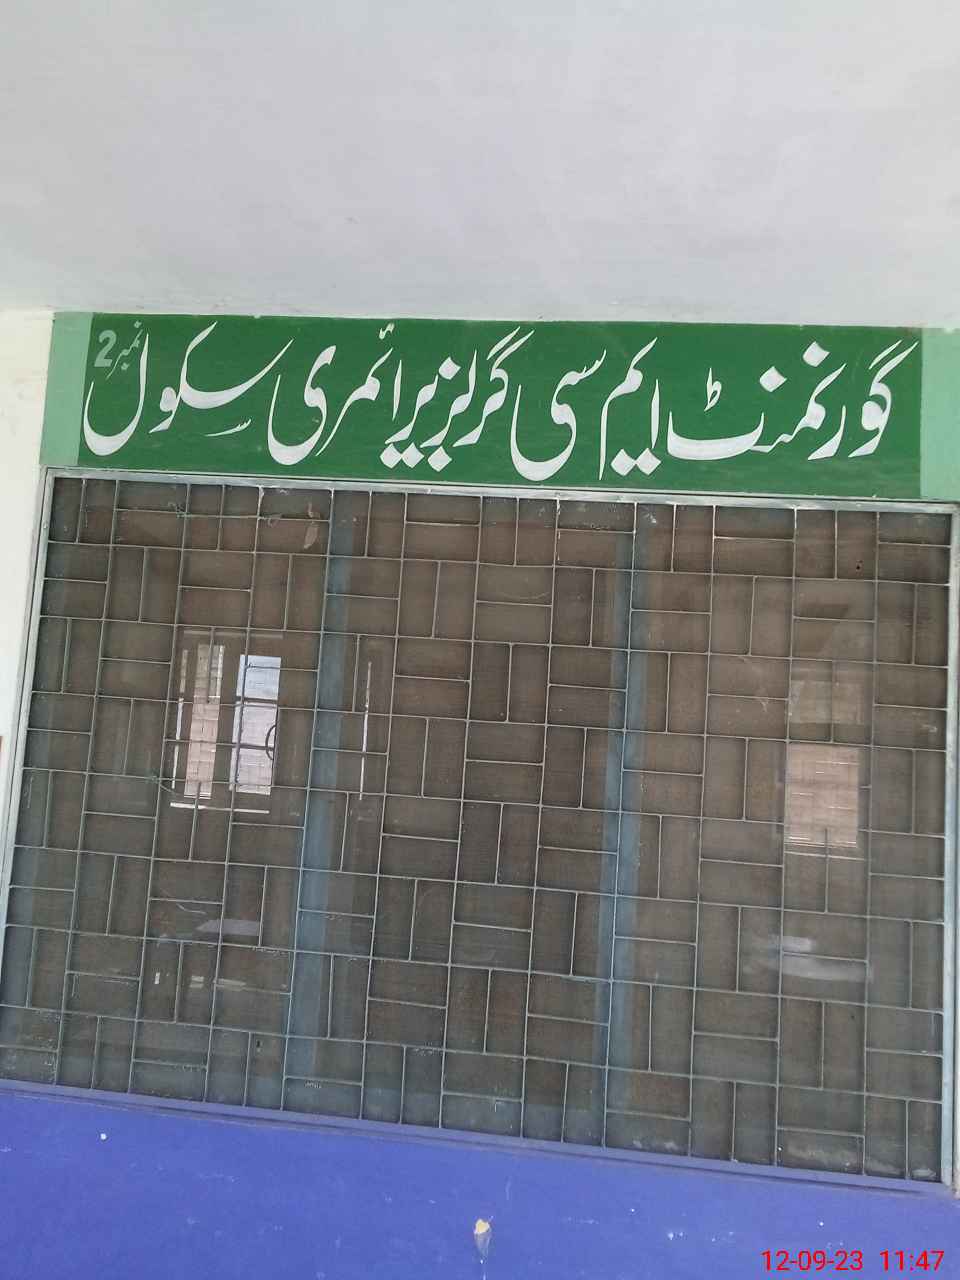 گورنمنٹ ایم سی گرلز پرائمری سکول نمبر 2
12-09-23 11:47